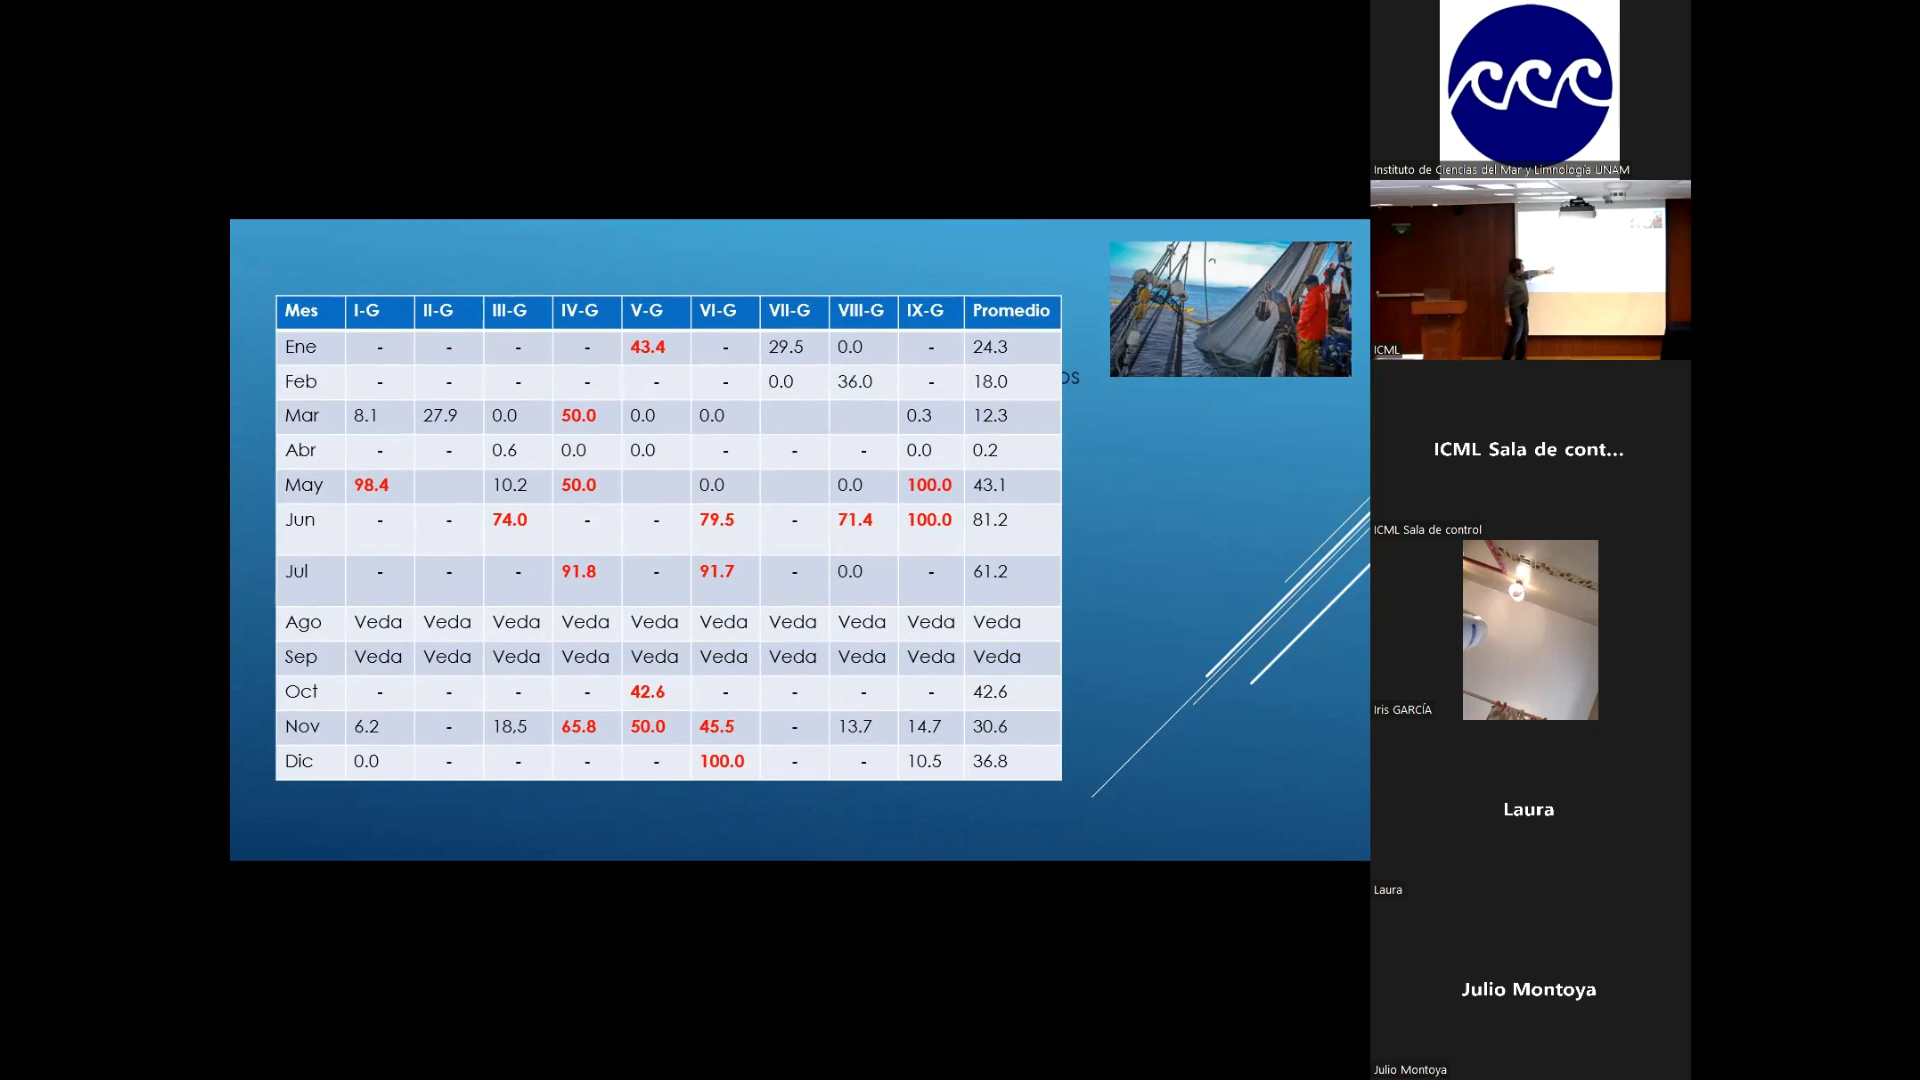 Mes I-G II-G III-G IV-G V-G VI-G VII-G VIII-G IX-G Promedio
Ene - - - - 43.4 - 29.5 0.0 - 24.3
Feb - - - - - - 0.0 36.0 - 18.0
os
Mar 8.1 27.9 0.0 50.0 0.0 0.0 0.3 12.3
Abr - - 0.6 0.0 0.0 - - - 0.0 0.2
May 98.4 10.2 50.0 0.0 0.0 100.0 43.1
Jun - - 74.0 - - 79.5 - 71.4 100.0 81.2
Jul - - - 91.8 - 91.7 - 0.0 - 61.2
Ago Veda Veda Veda Veda Veda Veda Veda Veda Veda Veda
Sep Veda Veda Veda Veda Veda Veda Veda Veda Veda Veda
Oct - - - - 42.6 - - - - 42.6
Nov 6.2 - 18,5 65.8 50.0 45.5 - 13.7 14.7 30.6
Dic 0.0 - - - - 100.0 - - 10.5 36.8
Instituto de Ciencias del Mar y Limnología UNAM
ICML
ICML Sala de cont...
ICML Sala de control
Iris GARCÍA
Laura
Laura
Julio Montoya
Julio Montoya